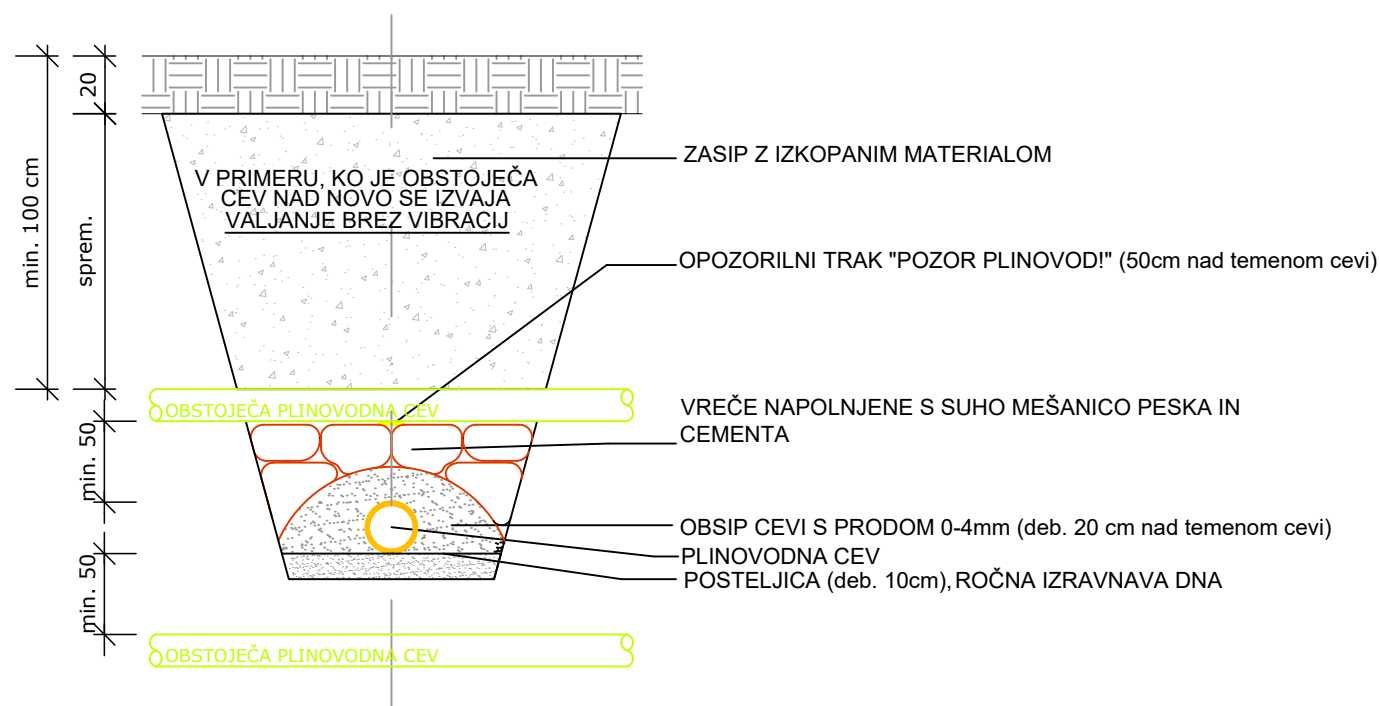 20
min. 100 cm
sprem.
V PRIMERU, KO JE OBSTOJEČA
CEV NAD NOVO SE IZVAJA
VALJANJE BREZ VIBRACIJ
ZASIP Z IZKOPANIM MATERIALOM
OPOZORILNI TRAK "POZOR PLINOVOD!" (50cm nad temenom cevi)
OBSTOJEČA PLINOVODNA CEV
VREČE NAPOLNJENE S SUHO MEŠANICO PESKA IN
CEMENTA
min. 50
OBSIP CEVI S PRODOM 0-4mm (deb. 20 cm nad temenom cevi)
PLINOVODNA CEV
POSTELJICA (deb. 10cm), ROČNA IZRAVNAVA DNA
min. 50
OBSTOJEČA PLINOVODNA CEV